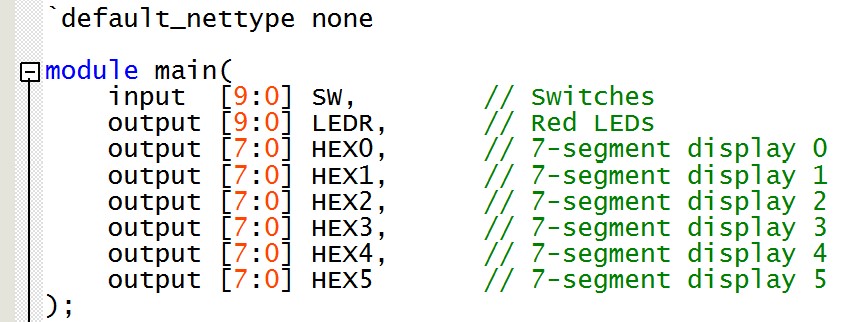 `default_nettype none
module main(
input [9:0] SW, // Switches
output [9:0] LEDR, // Red LEDs
output [7:0] HEX0, // 7-segment display 0
output [7:0] HEX1, // 7-segment display 1
output [7:0] HEX2, // 7-segment display 2
output [7:0] HEX3, // 7-segment display 3
output [7:0] HEX4, // 7-segment display 4
output [7:0] HEX5 // 7-segment display 5
);